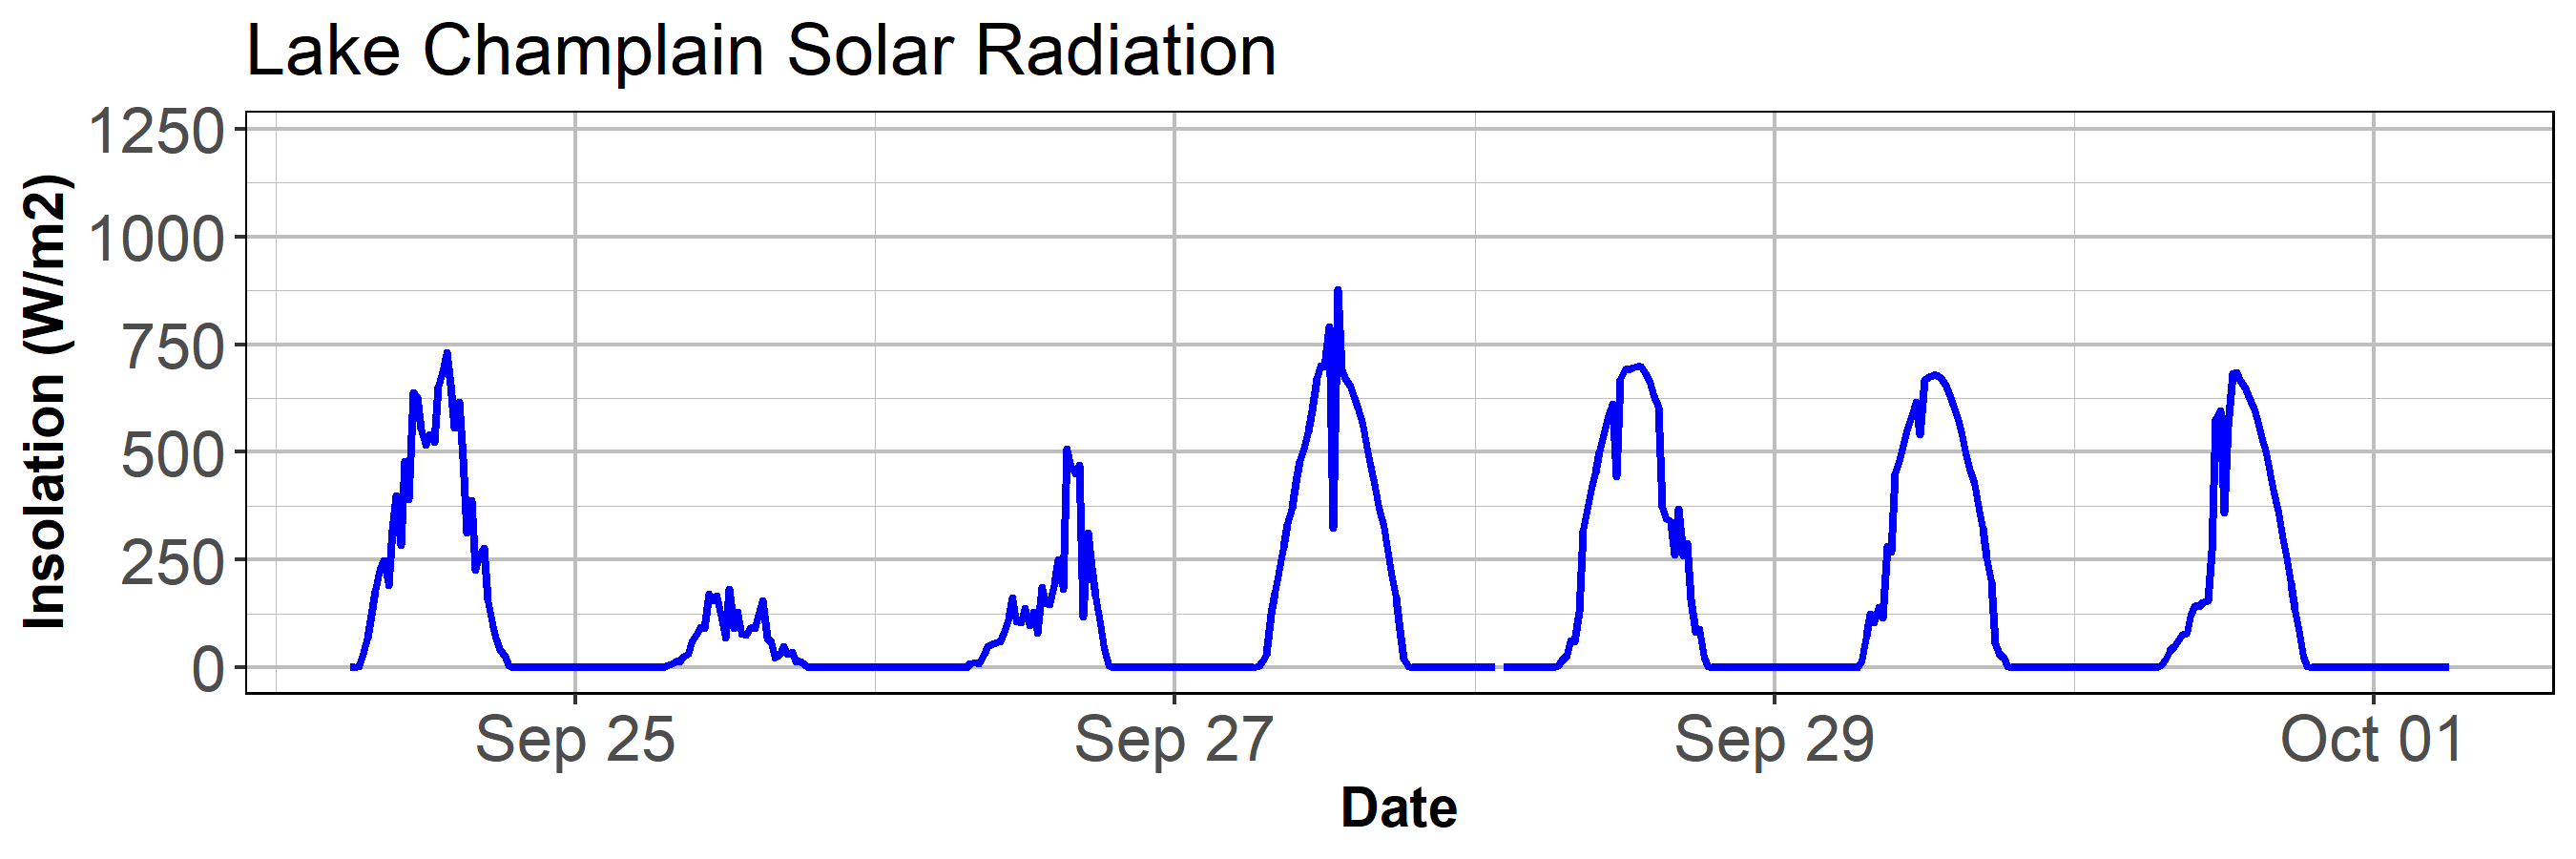 Lake Champlain Solar Radiation
Insolation (W/m2)
1250
1000
750
500
250
0
Sep 25 Sep 27 Sep 29 Oct 01
Date